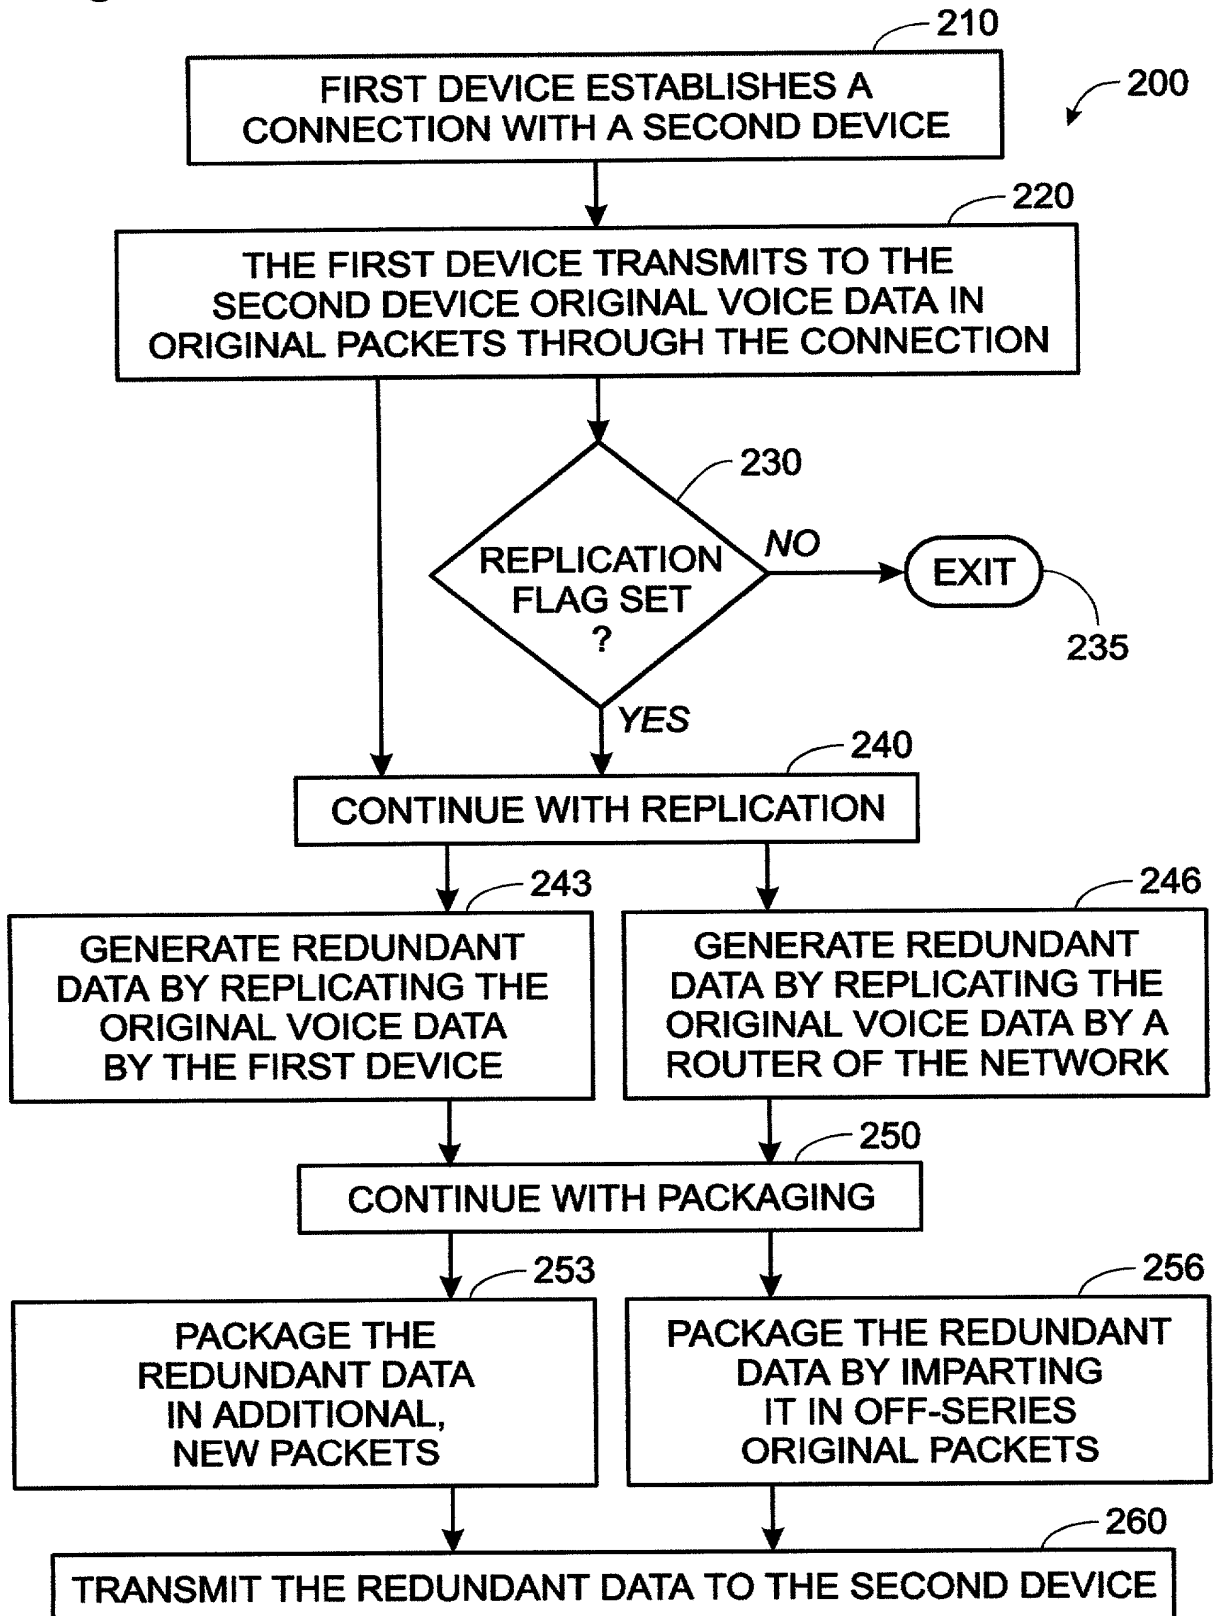 210
FIRST DEVICE ESTABLISHES A
CONNECTION WITH A SECOND DEVICE
200
220
THE FIRST DEVICE TRANSMITS TO THE
SECOND DEVICE ORIGINAL VOICE DATA IN
ORIGINAL PACKETS THROUGH THE CONNECTION
230
REPLICATION
FLAG SET
?
NO
EXIT
235
YES
240
CONTINUE WITH REPLICATION
243
GENERATE REDUNDANT
DATA BY REPLICATING THE
ORIGINAL VOICE DATA
BY THE FIRST DEVICE
246
GENERATE REDUNDANT
DATA BY REPLICATING THE
ORIGINAL VOICE DATA BY A
ROUTER OF THE NETWORK
250
CONTINUE WITH PACKAGING
253
PACKAGE THE
REDUNDANT DATA
IN ADDITIONAL,
NEW PACKETS
256
PACKAGE THE REDUNDANT
DATA BY IMPARTING
IT IN OFF-SERIES
ORIGINAL PACKETS
260
TRANSMIT THE REDUNDANT DATA TO THE SECOND DEVICE